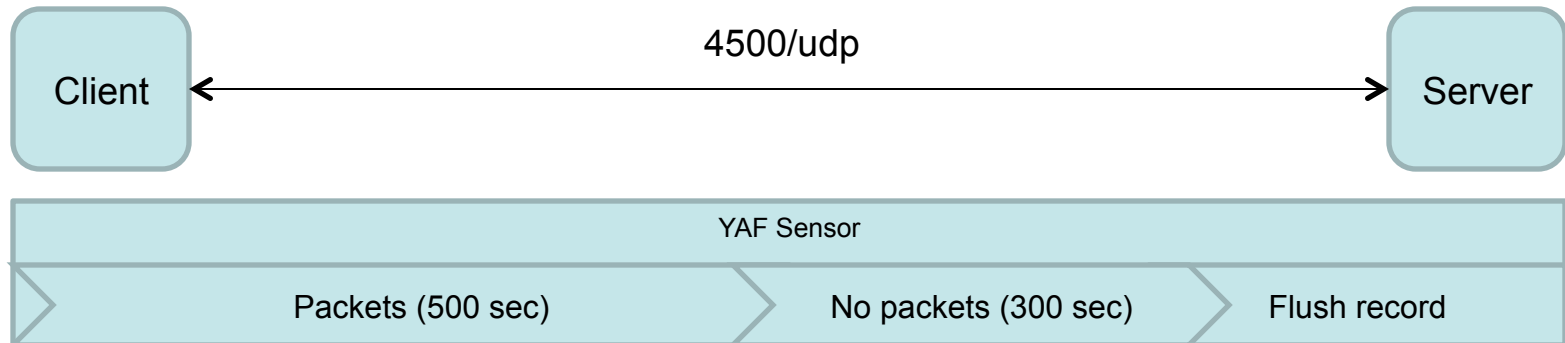 4500/udp
Client
Server
YAF Sensor
Packets (500 sec)
No packets (300 sec)
Flush record